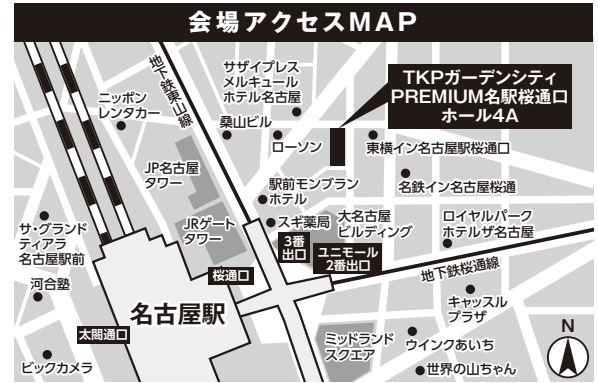 会場アクセスMAP
TKPガーデンシティ
PREMIUM名駅桜通口
ホール4A
地下鉄東山線
サザイプレス
メルキュール
ホテル名古屋
ニッポン
レンタカー
桑山ビル
ローソン
東横イン名古屋駅桜通口
JP名古屋
タワー
駅前モンブラン
ホテル
名鉄イン名古屋桜通
サ・グランド
ティアラ
名古屋駅前
JRゲート
タワー
スギ薬局
大名古屋
ビルディング
ロイヤルパーク
ホテルザ名古屋
3番
出口
ユニモール
2番出口
桜通口
地下鉄桜通線
河合塾
名古屋駅
キャッスル
プラザ
太閤通口
ミッドランド
スクエア
ウインクあいち
N
ビックカメラ
世界の山ちゃん